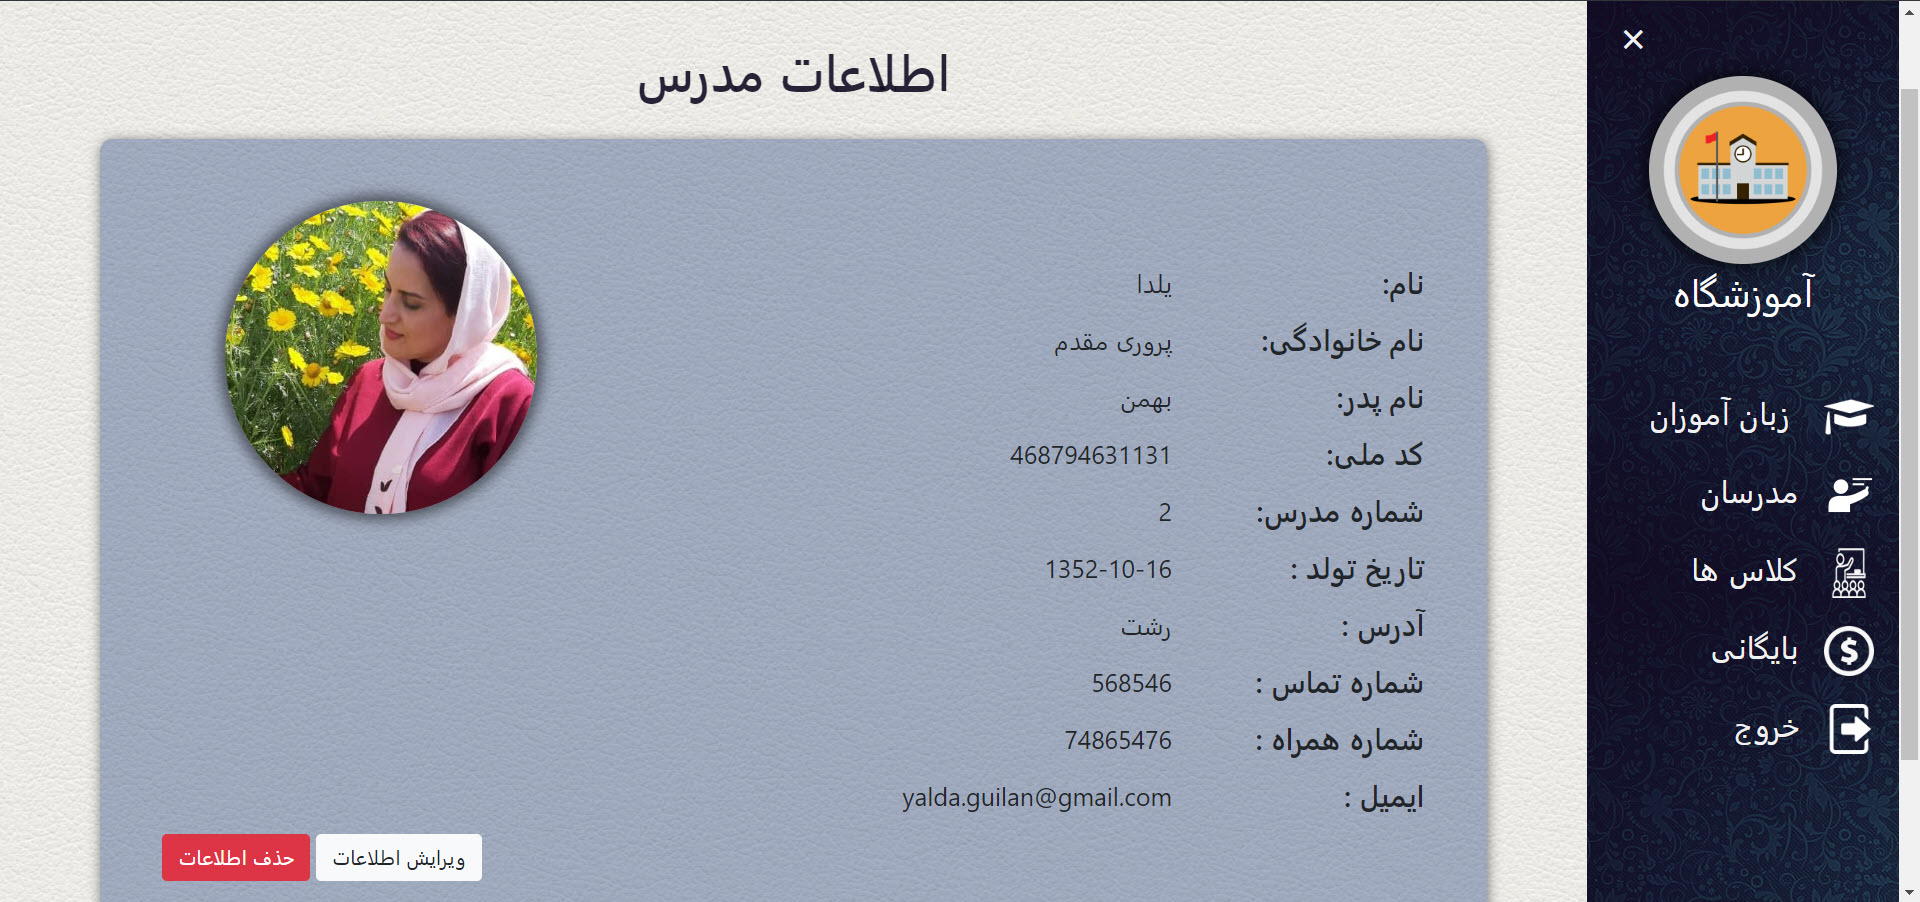 اطلاعات مدرس
نام: یلدا
نام خانوادگی: پروری مقدم
نام پدر: بهمن
کد ملی: 468794631131
شماره مدرس: 2
تاریخ تولد : 1352-10-16
آدرس : رشت
شماره تماس : 568546
شماره همراه : 74865476
ایمیل : yalda.guilan@gmail.com
ویرایش اطلاعات
حذف اطلاعات
آموزشگاه
زبان آموزان
مدرسان
کلاس ها
بایگانی
خروج